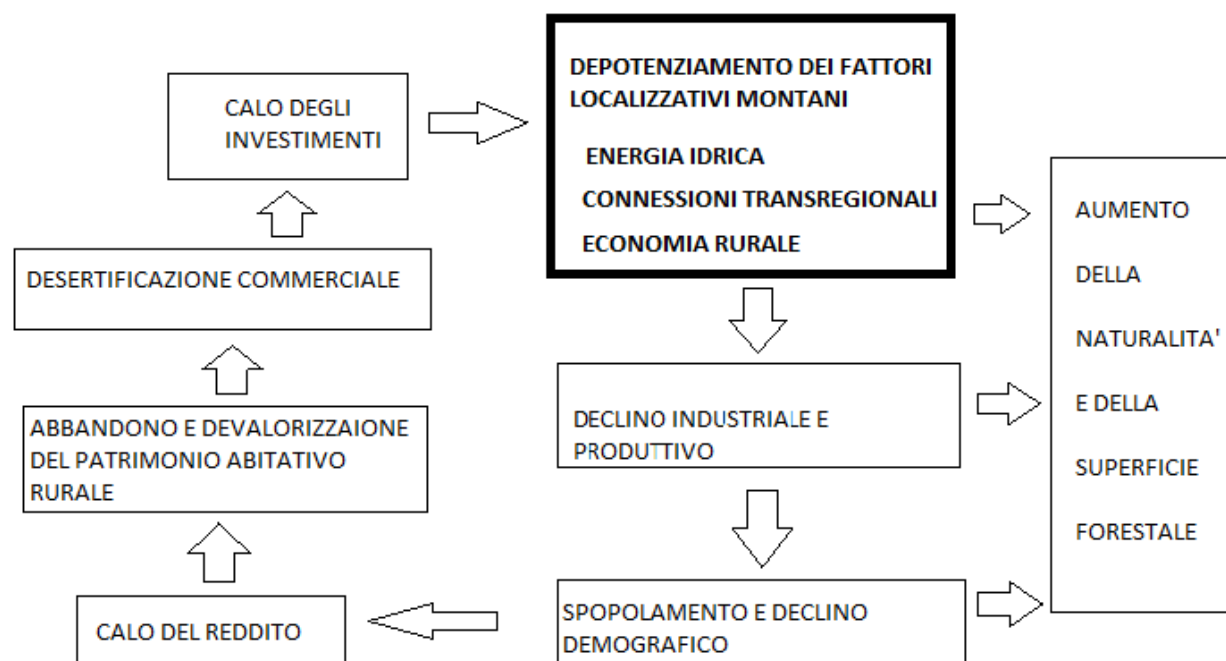 DEPOTENZIAMENTO DEI FATTORI
LOCALIZZATIVI MONTANI
ENERGIA IDRICA
CONNESSIONI TRANSREGIONALI
ECONOMIA RURALE
CALO DEGLI
INVESTIMENTI
AUMENTO
DELLA
NATURALITA'
E DELLA
SUPERFICIE
FORESTALE
DESERTIFICAZIONE COMMERCIALE
DECLINO INDUSTRIALE E
PRODUTTIVO
ABBANDONO E DEVALORIZZAIONE
DEL PATRIMONIO ABITATIVO
RURALE
SPOPOLAMENTO E DECLINO
DEMOGRAFICO
CALO DEL REDDITO